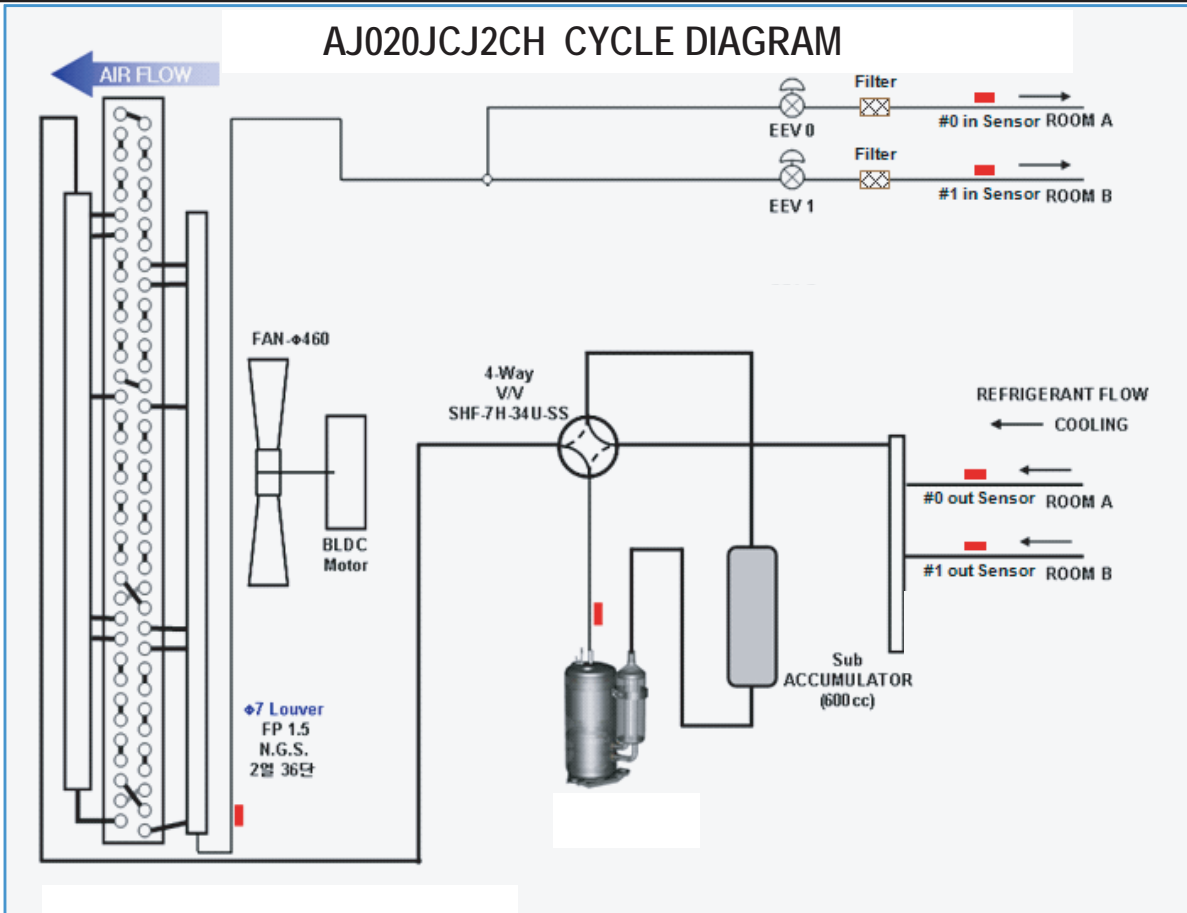 AJ020JCJ2CH CYCLE DIAGRAM
AIR FLOW
Filter
EEV 0
#0 in Sensor ROOM A
Filter
EEV 1
#1 in Sensor ROOM B
FAN-Φ460
BLDC
Motor
4-Way
V/V
SHF-7H-34U-SS
REFRIGERANT FLOW
COOLING
#0 out Sensor ROOM A
#1 out Sensor ROOM B
Sub
ACCUMULATOR
(600cc)
Φ7 Louver
FP 1.5
N.G.S.
2열 36단